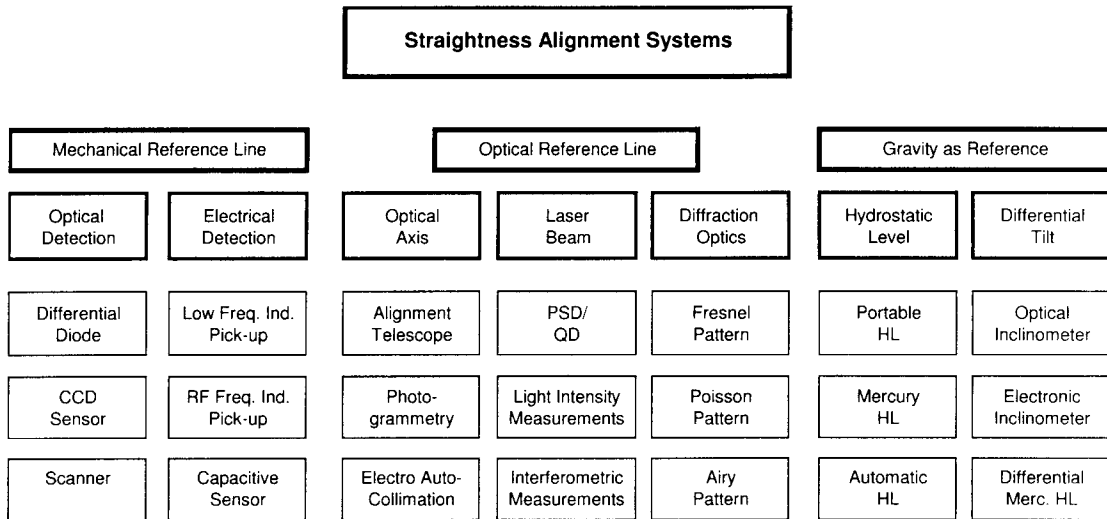 Straightness Alignment Systems
Mechanical Reference Line
Optical Reference Line
Gravity as Reference
Optical
Detection
Electrical
Detection
Optical
Axis
Laser
Beam
Diffraction
Optics
Hydrostatic
Level
Differential
Tilt
Differential
Diode
Low Freq. Ind.
Pick-up
Alignment
Telescope
PSD/
QD
Fresnel
Pattern
Portable
HL
Optical
Inclinometer
CCD
Sensor
RF Freq. Ind.
Pick-up
Photo-
grammetry
Light Intensity
Measurements
Poisson
Pattern
Mercury
HL
Electronic
Inclinometer
Scanner
Capacitive
Sensor
Electro Auto-
Collimation
Interferometric
Measurements
Airy
Pattern
Automatic
HL
Differential
Merc. HL